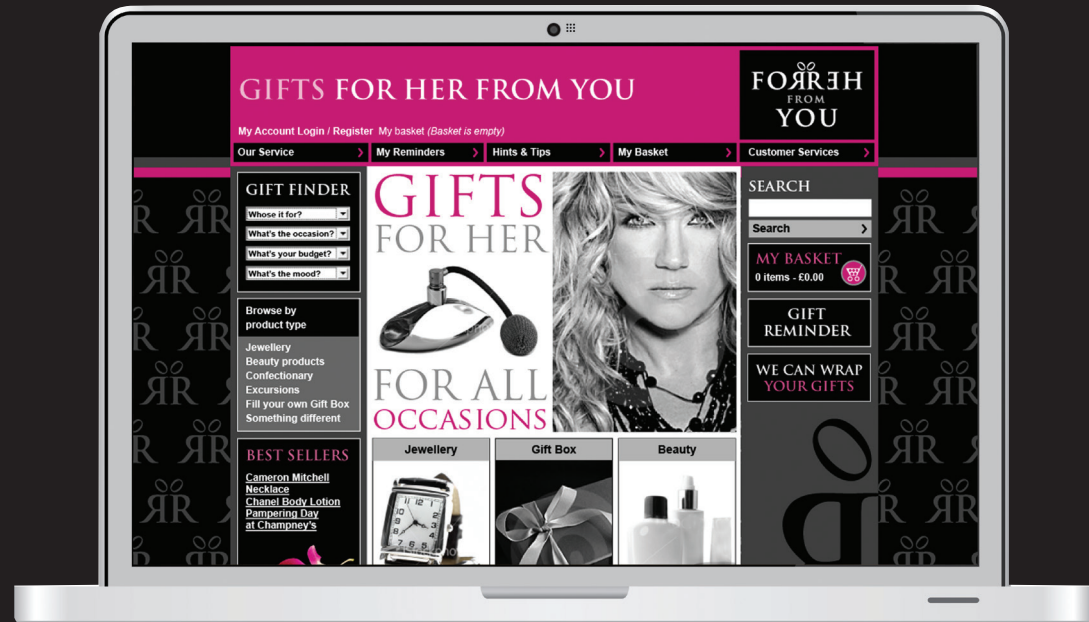 GIFTS FOR HER FROM YOU
FORHER
FROM
YOU
My Account Login / Register My basket (Basket is empty)
Our Service
My Reminders
Hints & Tips
My Basket
Customer Services
GIFT FINDER
Whose it for?
What's the occasion?
What's your budget?
What's the mood?
Browse by
product type
Jewellery
Beauty products
Confectionary
Excursions
Fill your own Gift Box
Something different
BEST SELLERS
Cameron Mitchell
Necklace
Chanel Body Lotion
Pampering Day
at Champney's
GIFTS
FOR HER
FOR ALL
OCCASIONS
Jewellery
Gift Box
Beauty
SEARCH
Search
MY BASKET
0 items - £0.00
GIFT
REMINDER
WE CAN WRAP
YOUR GIFTS